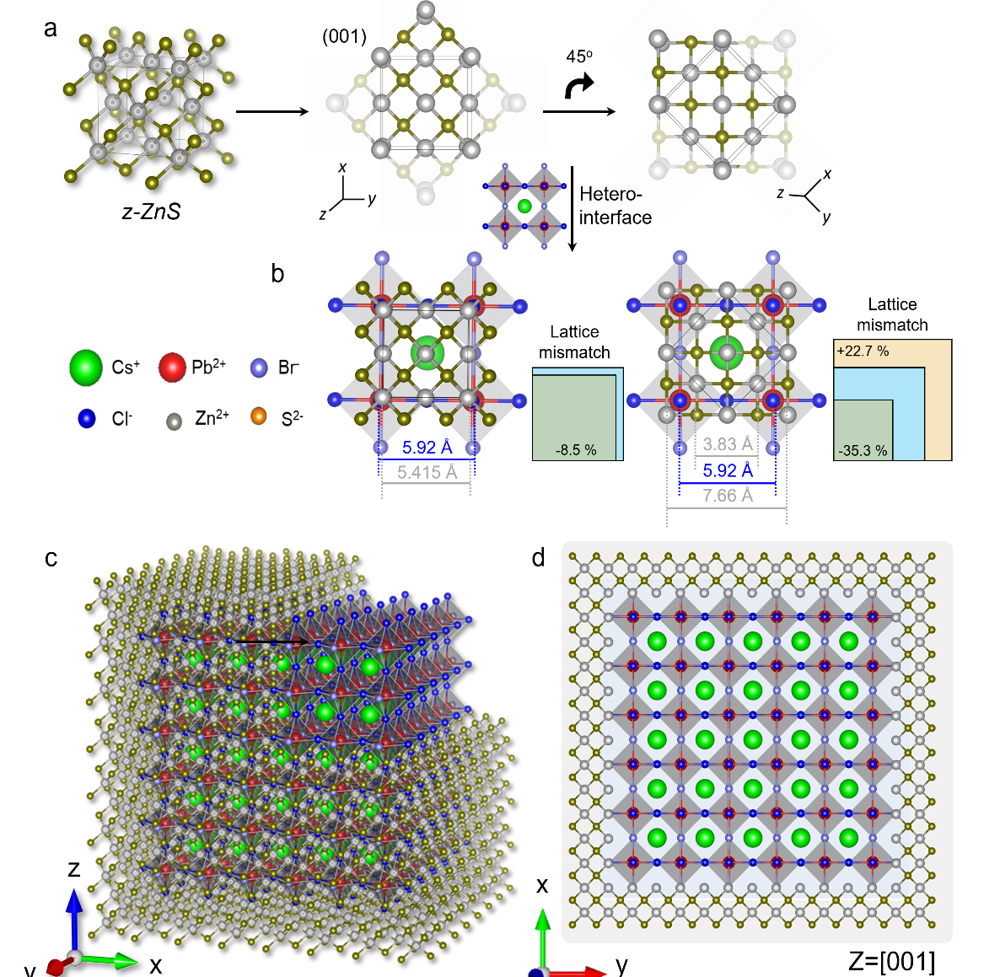 a
(001)
45º
z-ZnS
x
y
z
x
z
y
Hetero-
interface
b
Lattice
mismatch
-8.5 %
Lattice
mismatch
+22.7 %
-35.3 %
Cs⁺
Pb²⁺
Br⁻
Cl⁻
Zn²⁺
S²⁻
5.92 Å
5.415 Å
3.83 Å
5.92 Å
7.66 Å
c
d
z
x
y
x
y
Z=[001]